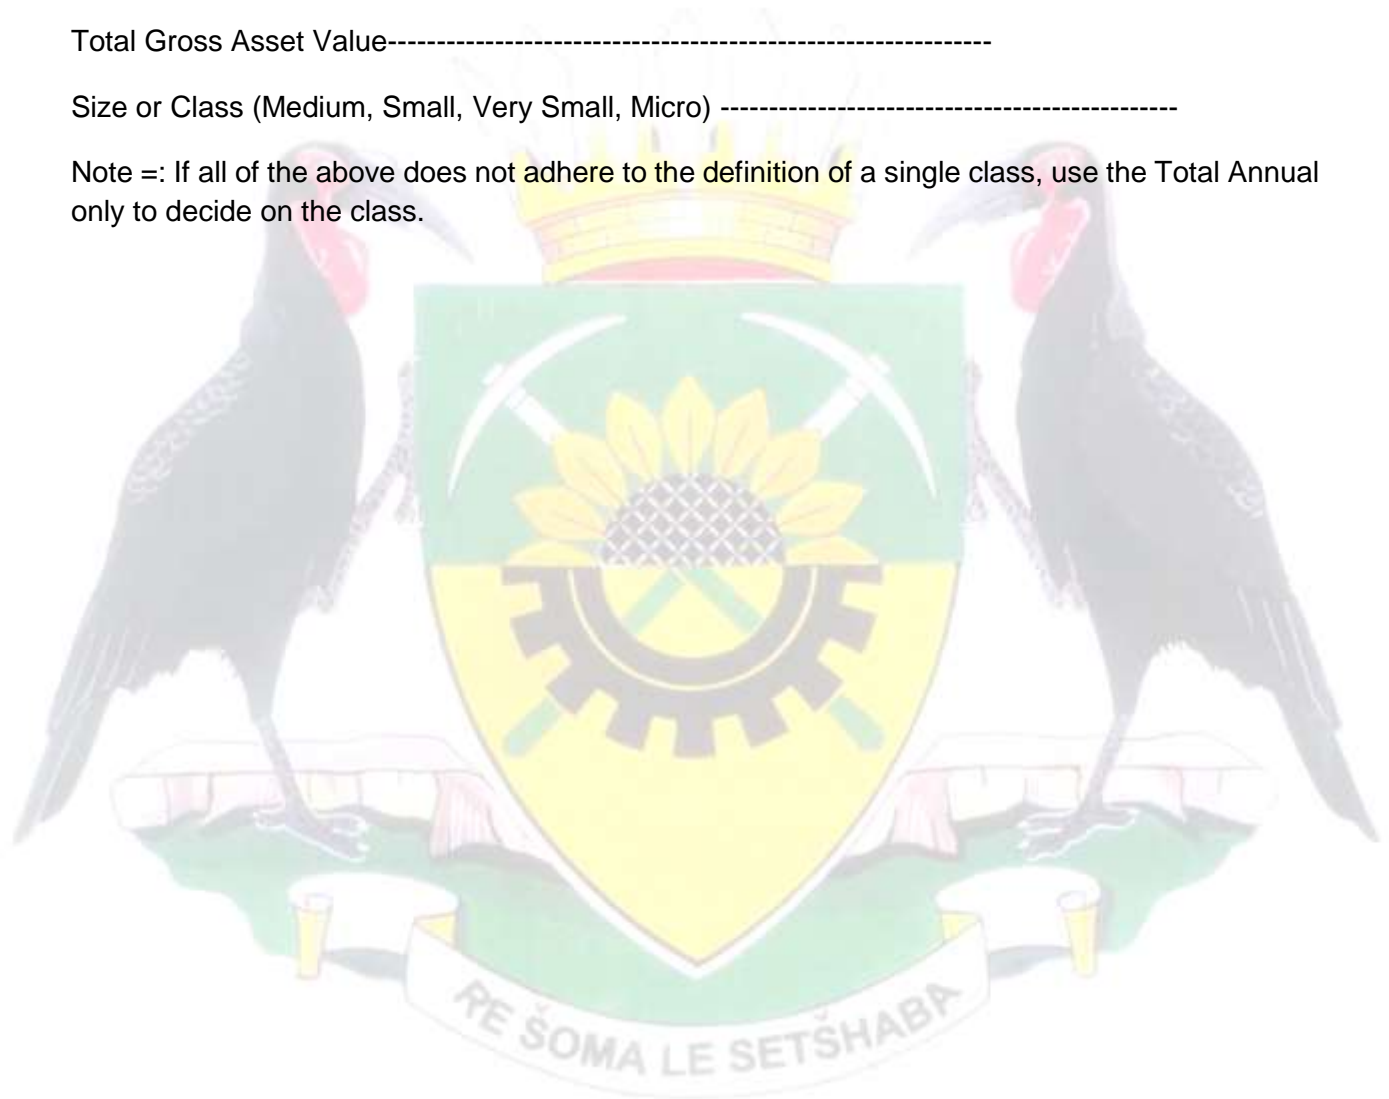 Total Gross Asset Value--------------------------------------------------------------
Size or Class (Medium, Small, Very Small, Micro) -----------------------------------------------
Note =: If all of the above does not adhere to the definition of a single class, use the Total Annual
only to decide on the class.
RE ŠOMA LE SETŠHABA